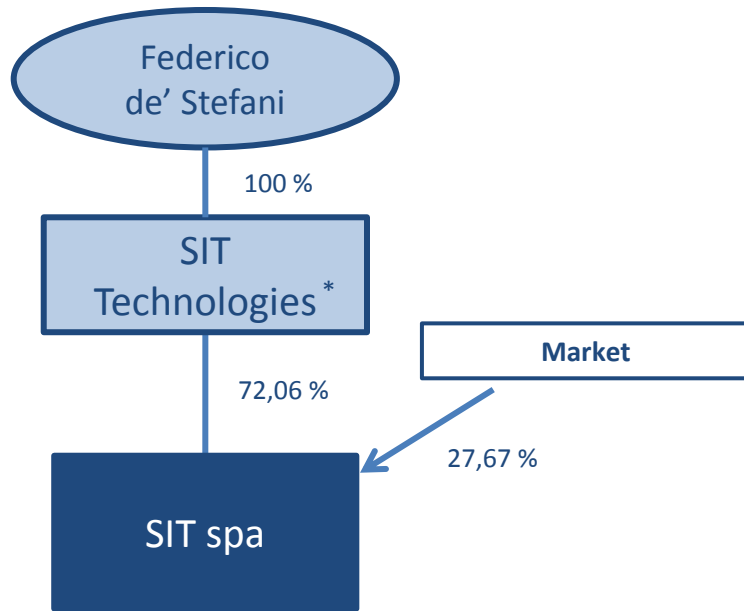 Federico
de’ Stefani
100 %
SIT
Technologies *
Market
72,06 %
27,67 %
SIT spa